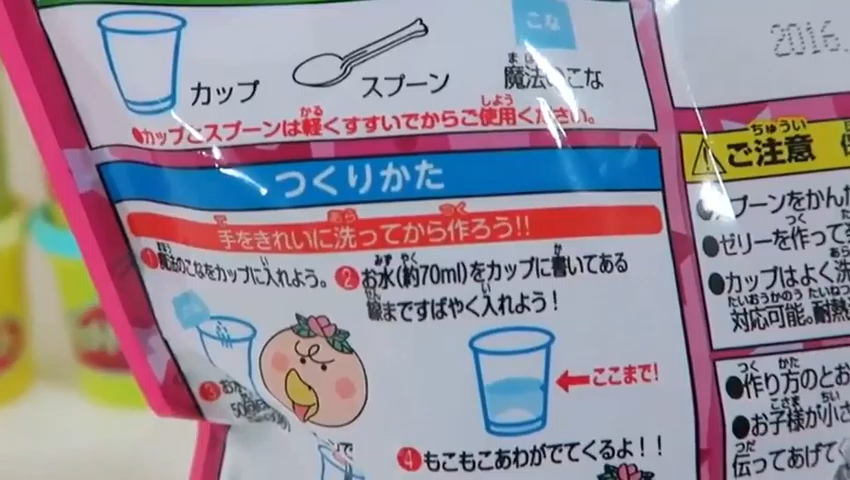 こな
カップ
スプーン
魔法のこな
●カップとスプーンは軽くすすいでからご使用ください。
2016.
つくりかた
手をきれいに洗ってから作ろう!!
❶魔法のこなをカップに入れよう。
❷お水(約70ml)をカップに書いてある
線まですばやく入れよう!
ここまで!
❸お水
❹もこもこあわがでてくるよ!!
ご注意
プーンをかんだ
●ゼリーを作って
●カップはよく洗
対応可能。耐熱
●作り方のとお
●お子様が小さ
伝ってあげてく